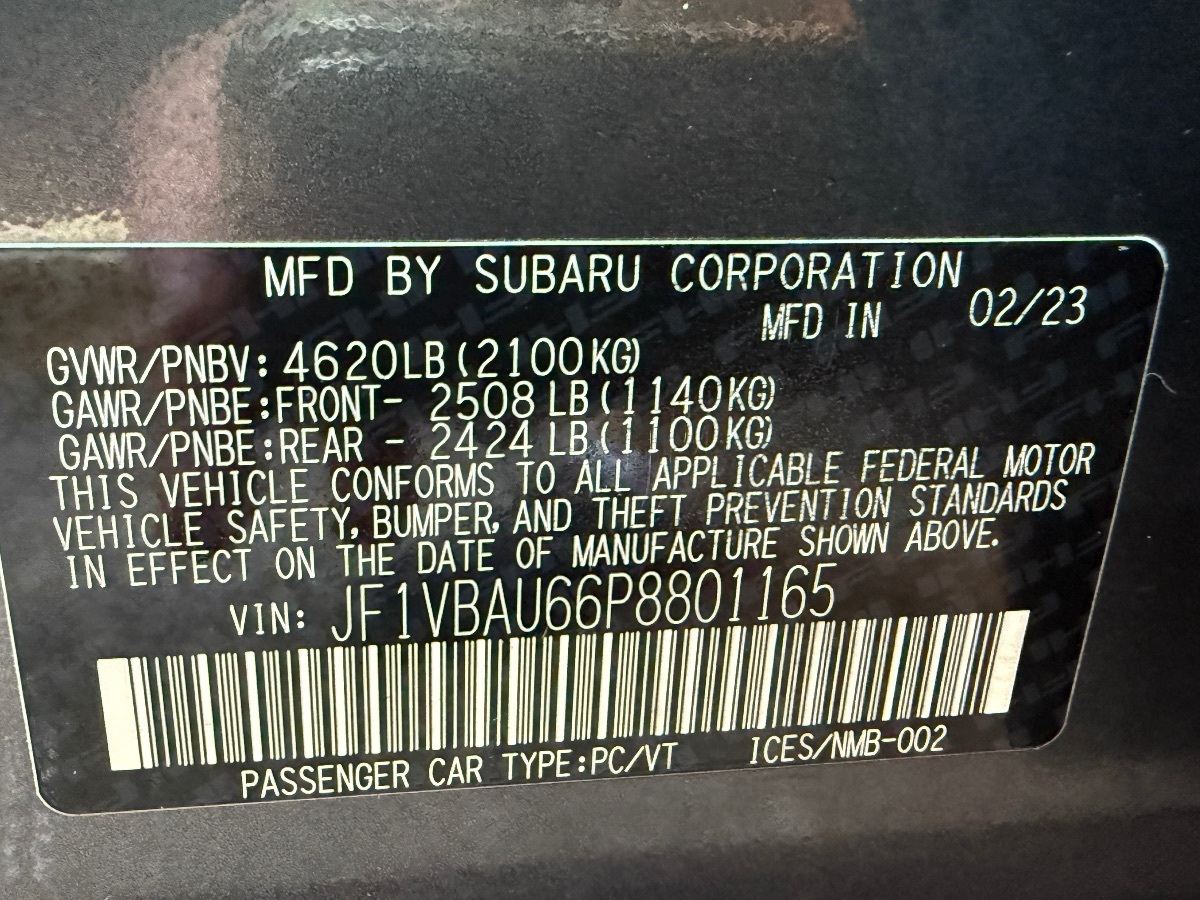 MFD BY SUBARU CORPORATION
MFD IN 02/23
GVWR/PNBV: 4620LB (2100KG)
GAWR/PNBE:FRONT- 2508 LB (1140KG)
GAWR/PNBE:REAR - 2424 LB (1100KG)
THIS VEHICLE CONFORMS TO ALL APPLICABLE FEDERAL MOTOR
VEHICLE SAFETY, BUMPER, AND THEFT PREVENTION STANDARDS
IN EFFECT ON THE DATE OF MANUFACTURE SHOWN ABOVE.
VIN: JF1VBAU66P8801165
PASSENGER CAR TYPE:PC/VT ICES/NMB-002